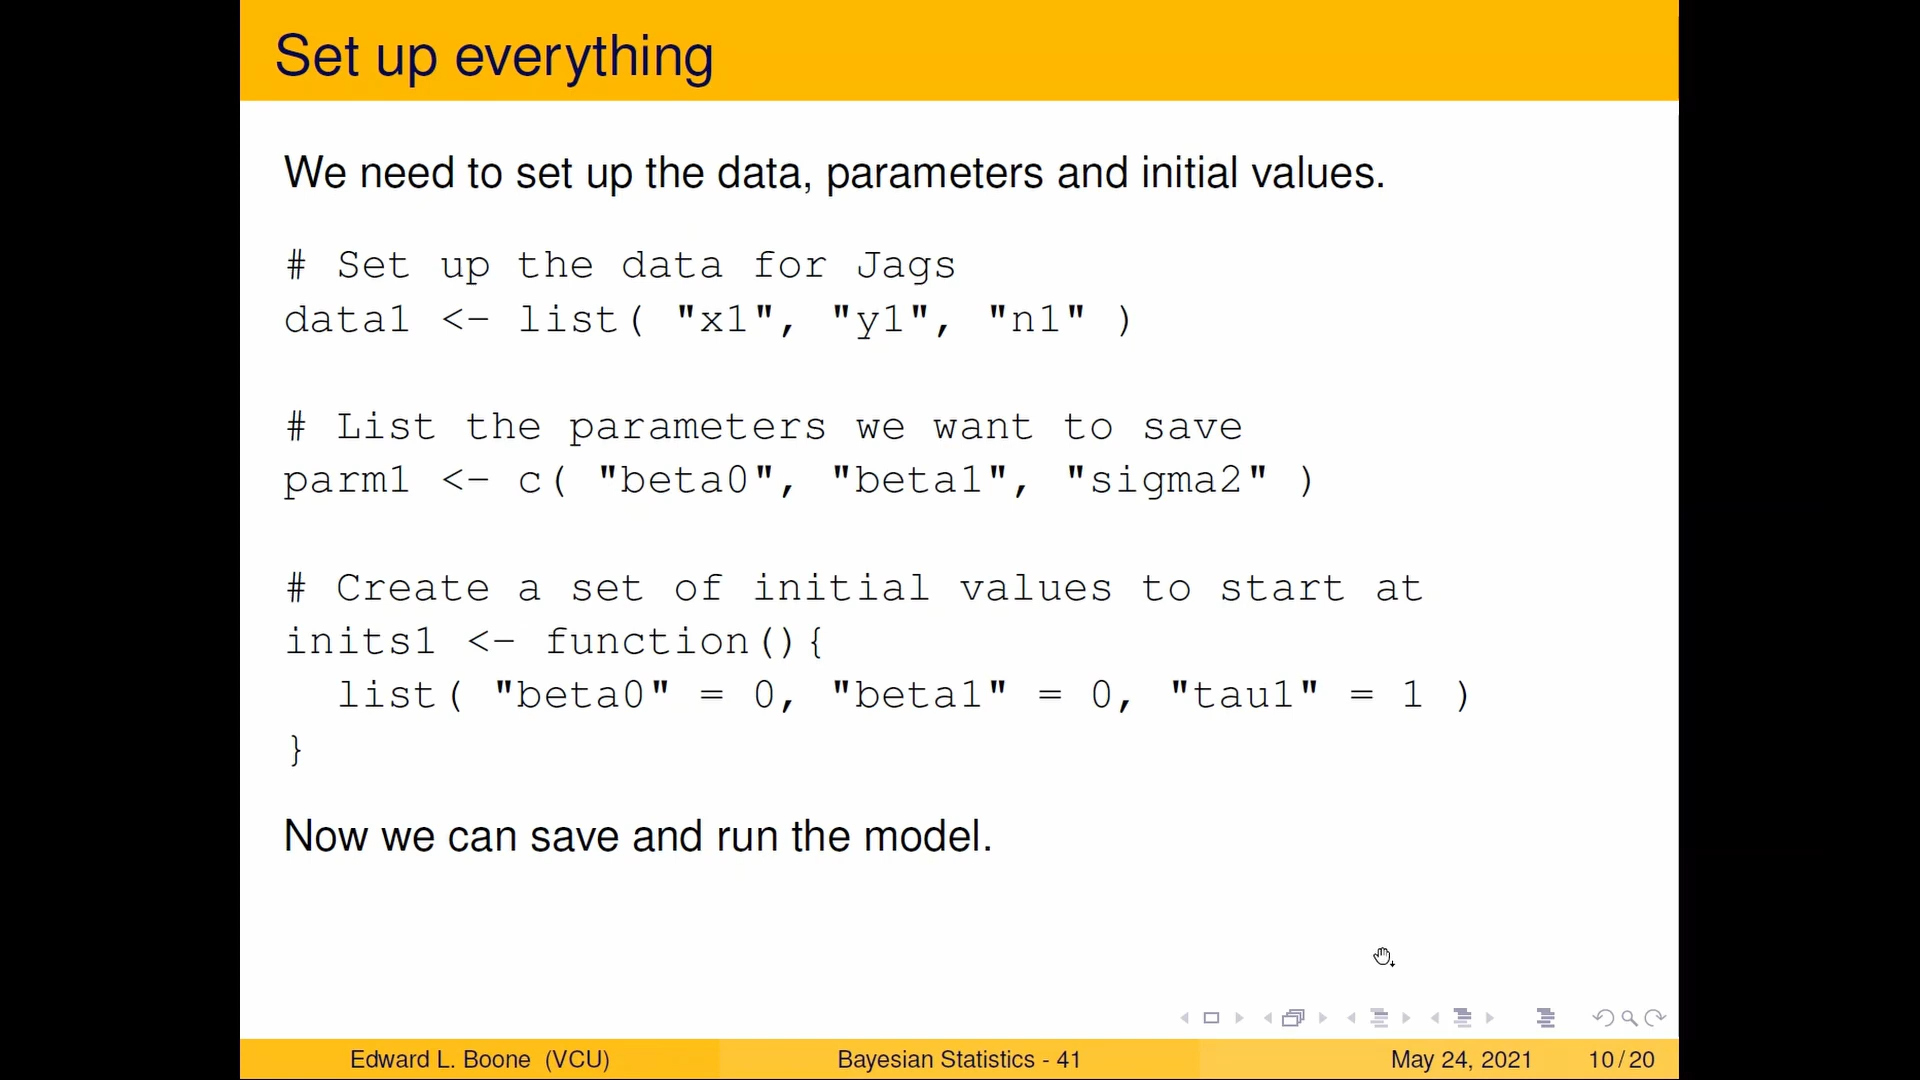 Set up everything
We need to set up the data, parameters and initial values.
# Set up the data for Jags
data1 <- list( "x1", "y1", "n1" )
# List the parameters we want to save
parm1 <- c( "beta0", "beta1", "sigma2" )
# Create a set of initial values to start at
inits1 <- function(){
  list( "beta0" = 0, "beta1" = 0, "tau1" = 1 )
}
Now we can save and run the model.
Edward L. Boone (VCU) Bayesian Statistics - 41 May 24, 2021 10/20